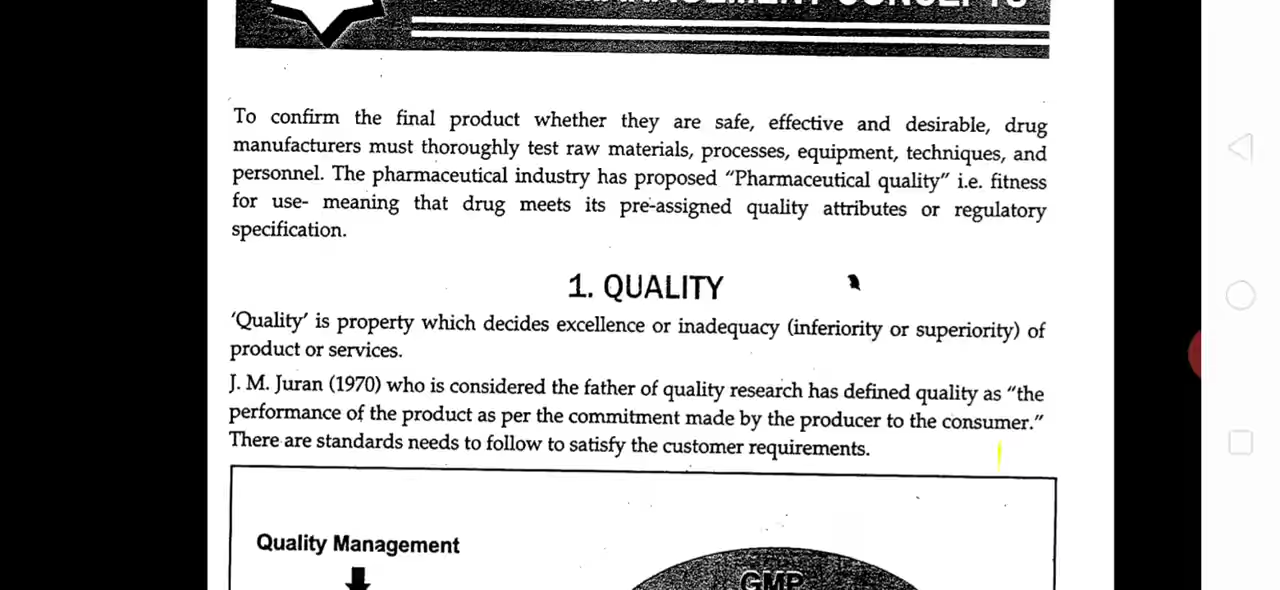 To confirm the final product whether they are safe, effective and desirable, drug
manufacturers must thoroughly test raw materials, processes, equipment, techniques, and
personnel. The pharmaceutical industry has proposed "Pharmaceutical quality" i.e. fitness
for use- meaning that drug meets its pre-assigned quality attributes or regulatory
specification.
1. QUALITY
'Quality' is property which decides excellence or inadequacy (inferiority or superiority) of
product or services.
J. M. Juran (1970) who is considered the father of quality research has defined quality as "the
performance of the product as per the commitment made by the producer to the consumer."
There are standards needs to follow to satisfy the customer requirements.
Quality Management
GMP